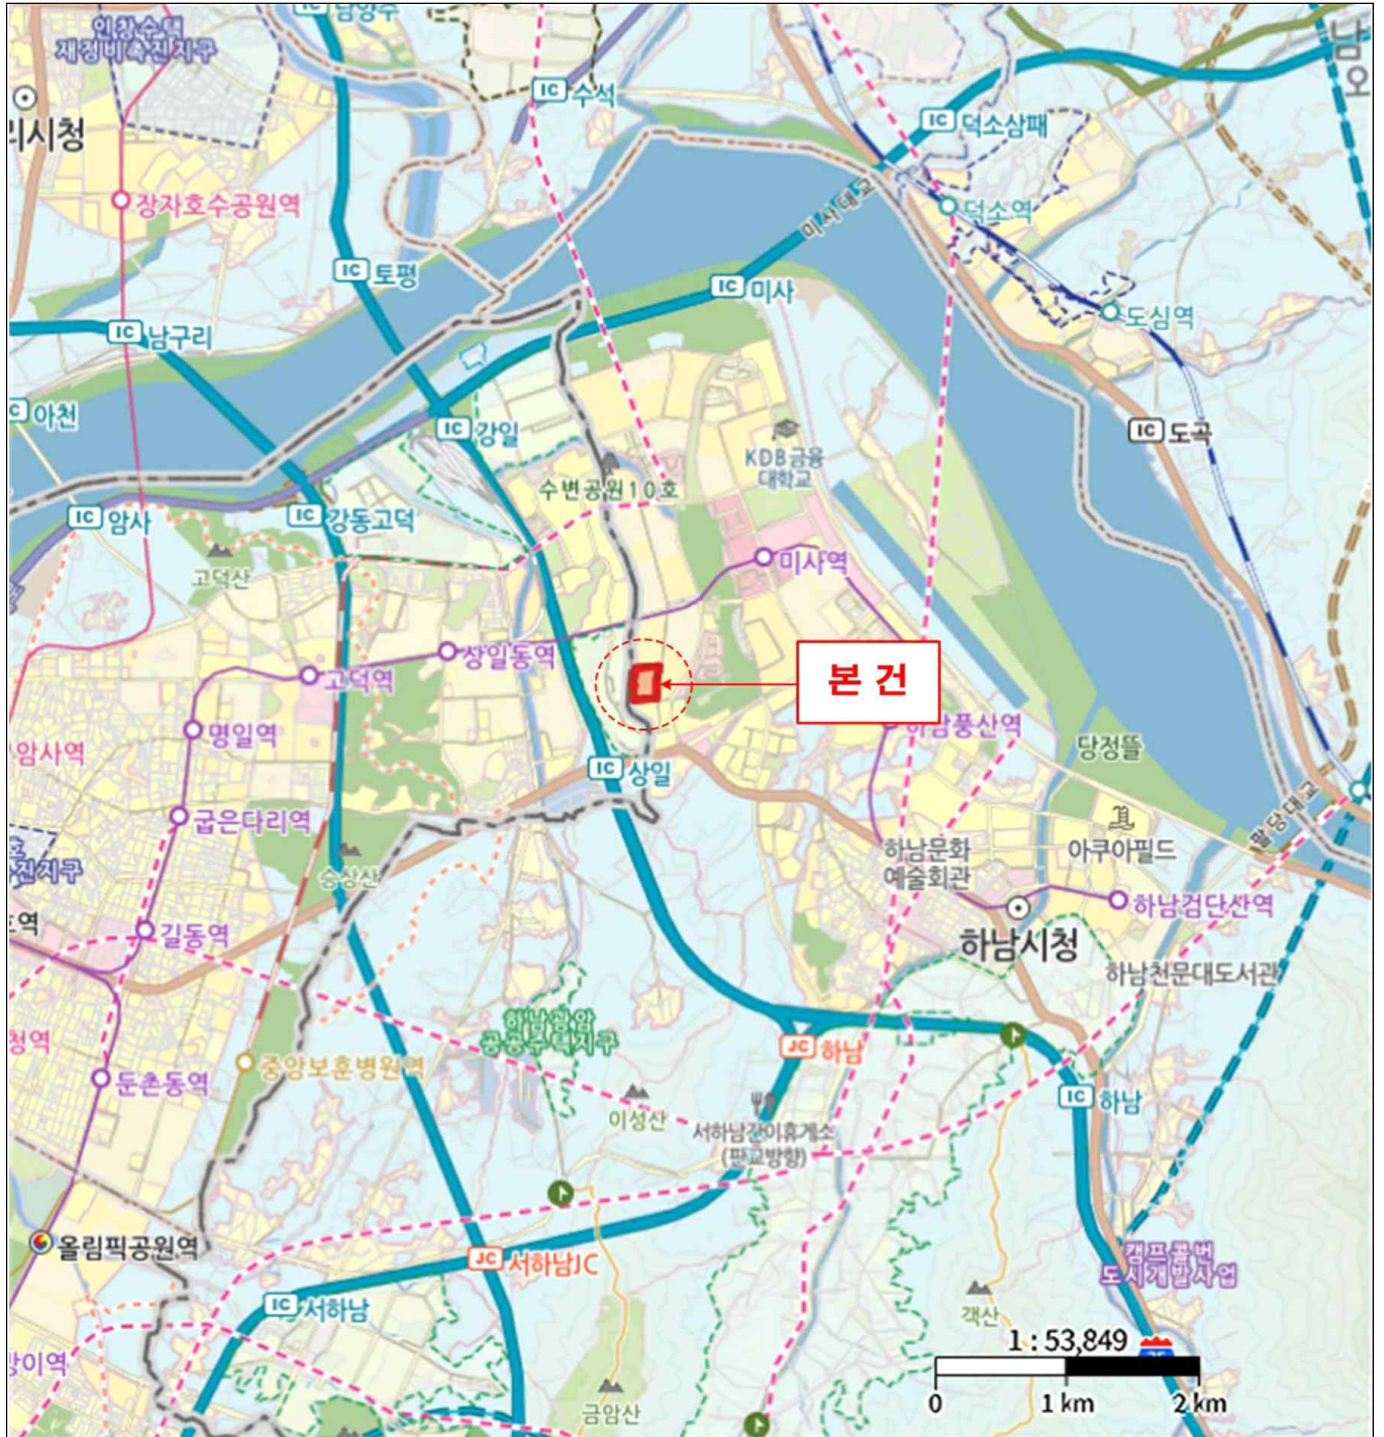 남양주
인창수택
재정비촉진지구
IC 수석
남
오
리시청
IC 덕소삼패
장자호수공원역
덕소역
미사대교
IC 토평
IC 미사
도심역
IC 남구리
IC 아천
IC 강일
IC 도곡
KDB금융
대학교
수변공원10호
IC 암사
IC 강동고덕
고덕산
미사역
상일동역
고덕역
본 건
명일역
하남풍산역
암사역
당정뜰
IC 상일
굽은다리역
팔당대교
하남문화
예술회관
아쿠아필드
진지구
승상산
하남검단산역
길동역
하남시청
하남천문대도서관
하남광암
공공주택지구
청역
JC 하남
중앙보훈병원역
둔촌동역
IC 하남
이성산
서하남간이휴게소
(판교방향)
올림픽공원역
JC 서하남JC
캠프콜번
도시개발사업
IC 서하남
객산
1 : 53,849
방이역
0 1 km 2 km
금암산